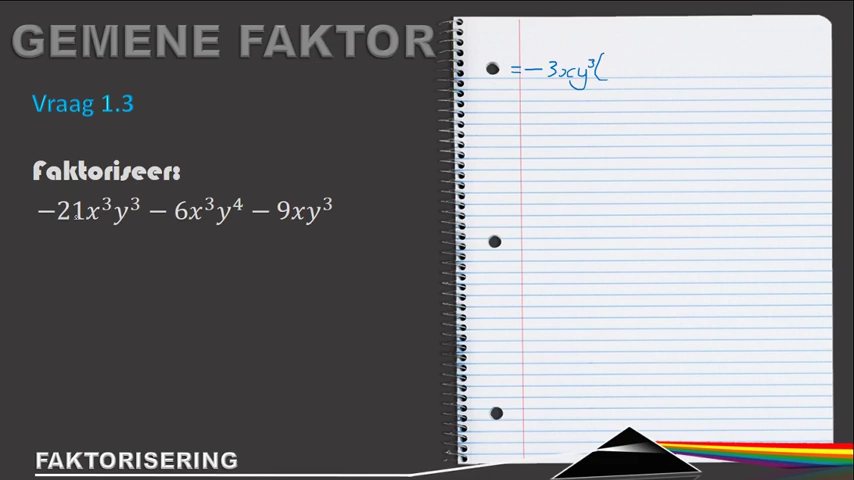 GEMENE FAKTOR
Vraag 1.3
Faktoriseer:
−21x³y³ − 6x³y⁴ − 9xy³
= −3xy³(
FAKTORISERING